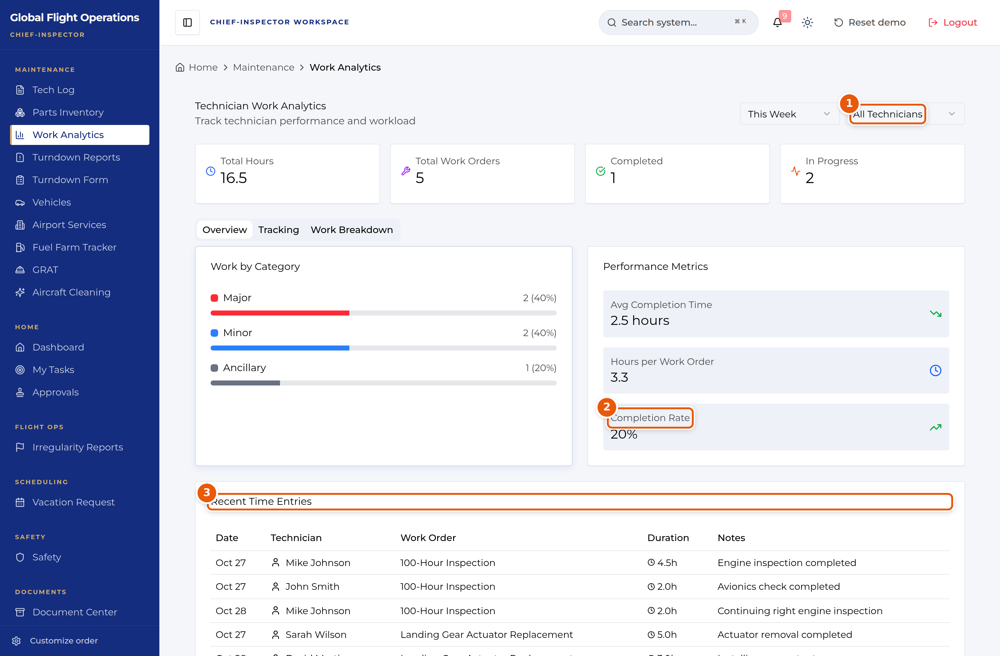 Global Flight Operations
CHIEF-INSPECTOR
MAINTENANCE
Tech Log
Parts Inventory
Work Analytics
Turndown Reports
Turndown Form
Vehicles
Airport Services
Fuel Farm Tracker
GRAT
Aircraft Cleaning
HOME
Dashboard
My Tasks
Approvals
FLIGHT OPS
Irregularity Reports
SCHEDULING
Vacation Request
SAFETY
Safety
DOCUMENTS
Document Center
Customize order
CHIEF-INSPECTOR WORKSPACE
Search system... ⌘ K
9
Reset demo
Logout
Home > Maintenance > Work Analytics
Technician Work Analytics
Track technician performance and workload
This Week
1
All Technicians
Total Hours
16.5
Total Work Orders
5
Completed
1
In Progress
2
Overview Tracking Work Breakdown
Work by Category
Major 2 (40%)
Minor 2 (40%)
Ancillary 1 (20%)
Performance Metrics
Avg Completion Time
2.5 hours
Hours per Work Order
3.3
2
Completion Rate
20%
3
Recent Time Entries
Date Technician Work Order Duration Notes
Oct 27 Mike Johnson 100-Hour Inspection 4.5h Engine inspection completed
Oct 27 John Smith 100-Hour Inspection 2.0h Avionics check completed
Oct 28 Mike Johnson 100-Hour Inspection 2.0h Continuing right engine inspection
Oct 27 Sarah Wilson Landing Gear Actuator Replacement 5.0h Actuator removal completed